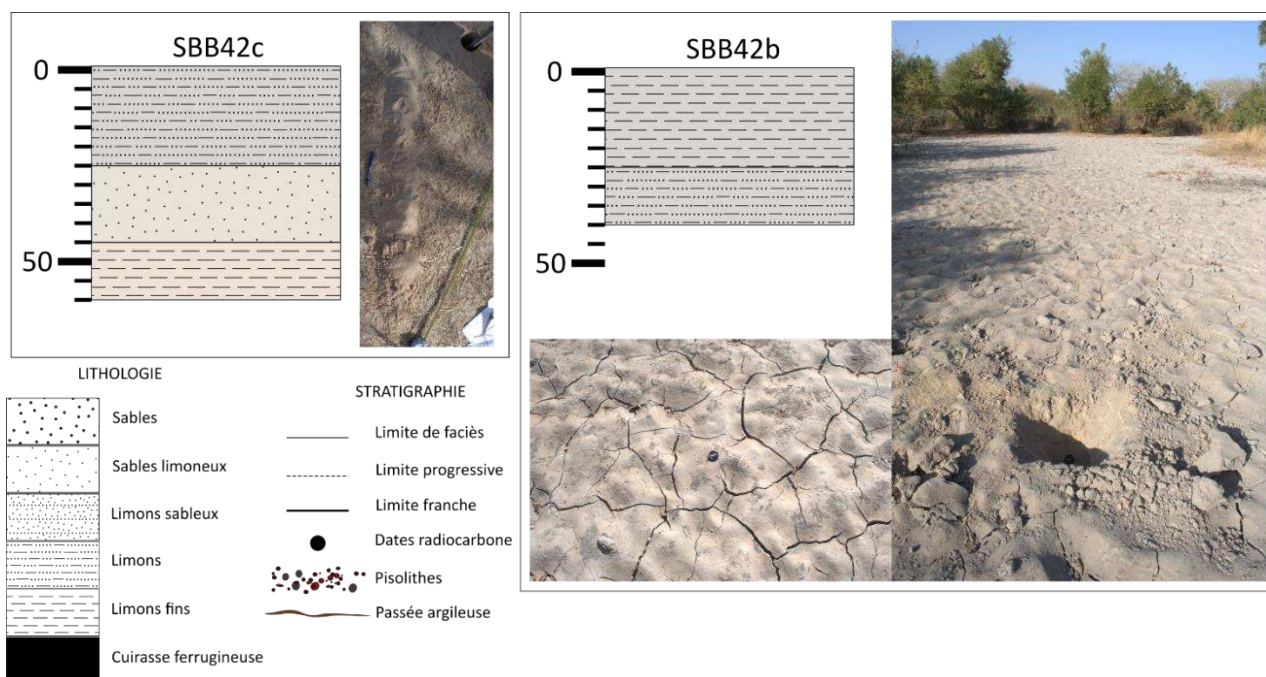 SBB42c
0
50
SBB42b
0
50
LITHOLOGIE
Sables
Sables limoneux
Limons sableux
Limons
Limons fins
Cuirasse ferrugineuse
STRATIGRAPHIE
Limite de faciès
Limite progressive
Limite franche
Dates radiocarbone
Pisolithes
Passée argileuse